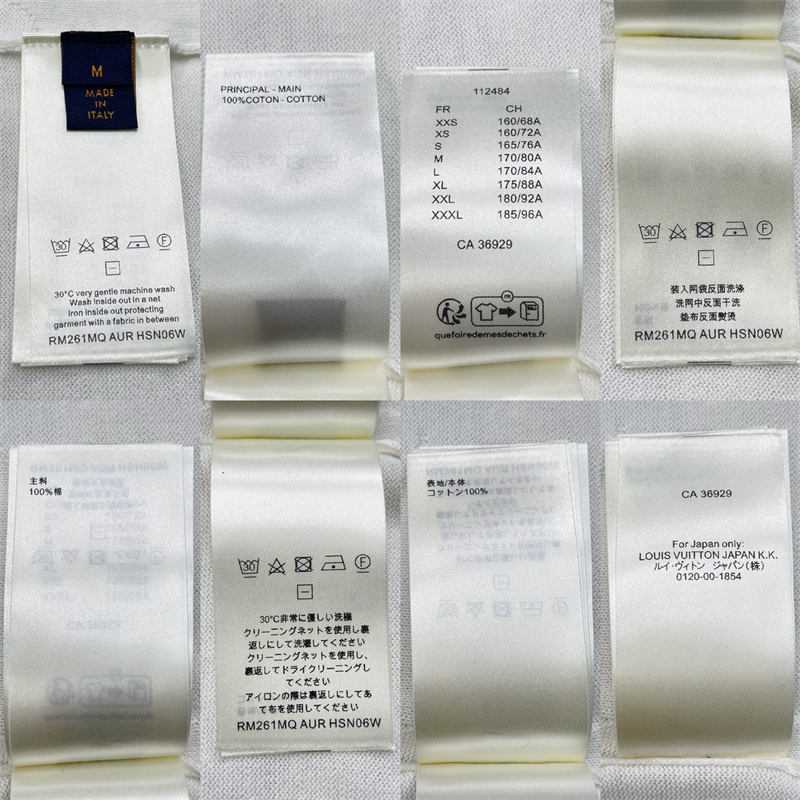 M
MADE
IN
ITALY
30
F
30°C very gentle machine wash
Wash inside out in a net
Iron inside out protecting
garment with a fabric in between
RM261MQ AUR HSN06W
PRINCIPAL - MAIN
100%COTON - COTTON
112484
FR CH
XXS 160/68A
XS 160/72A
S 165/76A
M 170/80A
L 170/84A
XL 175/88A
XXL 180/92A
XXXL 185/96A
CA 36929
FR
quefairedemesdechets.fr
30
F
装入网袋反面洗涤
洗网中反面干洗
垫布反面熨烫
RM261MQ AUR HSN06W
主料
100%棉
30
F
30°C非常に優しい洗濯
クリーニングネットを使用し裏
返しにして洗濯してください
クリーニングネットを使用し、
裏返してドライクリーニングし
てください
アイロンの際は裏返しにしてあ
て布を使用してください
RM261MQ AUR HSN06W
表地/本体
コットン100%
CA 36929
For Japan only:
LOUIS VUITTON JAPAN K.K.
ルイ・ヴィトン ジャパン(株)
0120-00-1854